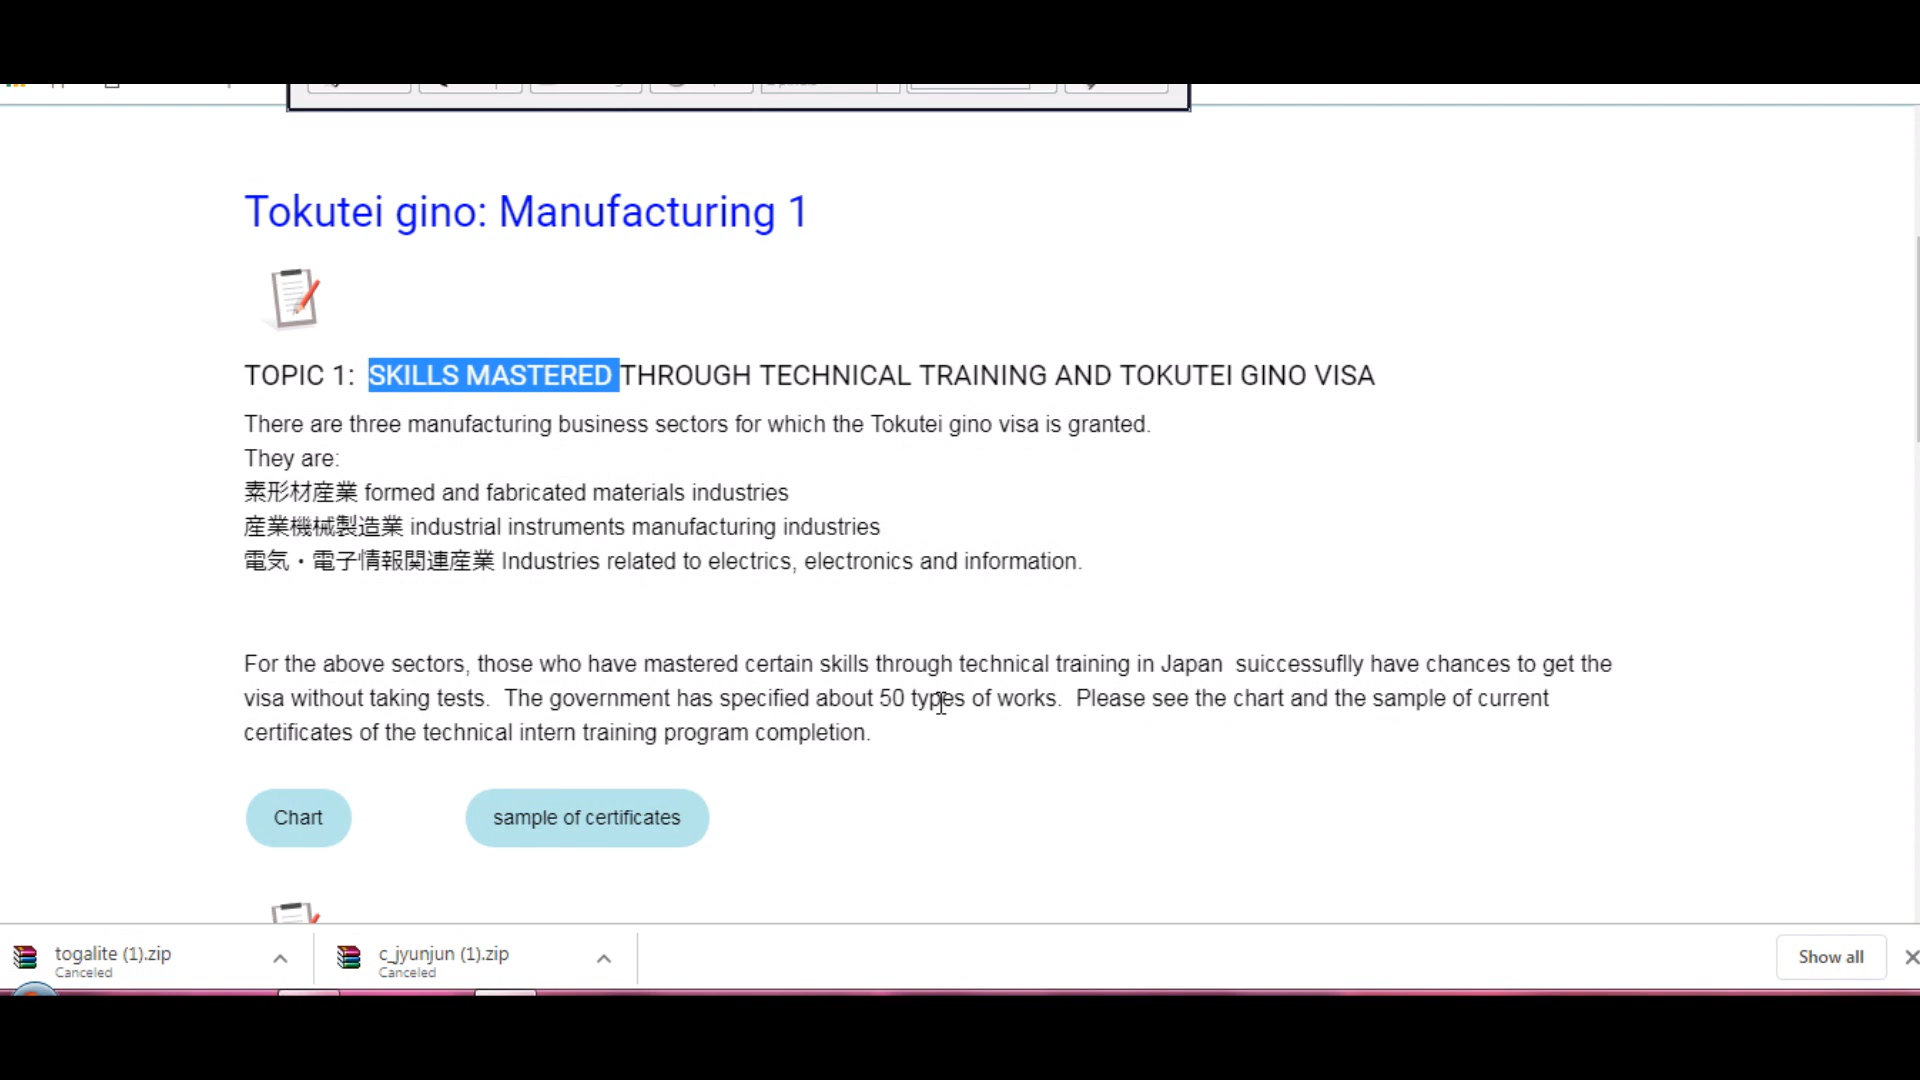 Tokutei gino: Manufacturing 1
TOPIC 1:  SKILLS MASTERED THROUGH TECHNICAL TRAINING AND TOKUTEI GINO VISA
There are three manufacturing business sectors for which the Tokutei gino visa is granted.
They are:
素形材産業 formed and fabricated materials industries
産業機械製造業 industrial instruments manufacturing industries
電気・電子情報関連産業 Industries related to electrics, electronics and information.
For the above sectors, those who have mastered certain skills through technical training in Japan  suiccessuflly have chances to get the
visa without taking tests.  The government has specified about 50 types of works.  Please see the chart and the sample of current
certificates of the technical intern training program completion.
Chart
sample of certificates
togalite (1).zip
Canceled
c_jyunjun (1).zip
Canceled
Show all